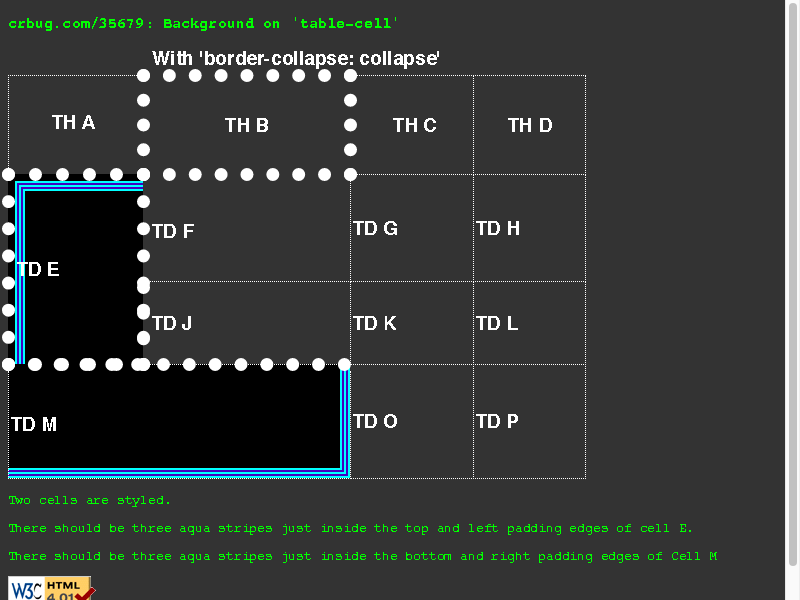 crbug.com/35679: Background on 'table-cell'
With 'border-collapse: collapse'
TH A TH B TH C TH D
TD E TD F TD G TD H
TD J TD K TD L
TD M TD O TD P
Two cells are styled.
There should be three aqua stripes just inside the top and left padding edges of cell E.
There should be three aqua stripes just inside the bottom and right padding edges of Cell M
W3C HTML
4.01